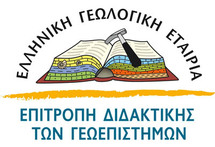 ΕΛΛΗΝΙΚΗ ΓΕΩΛΟΓΙΚΗ ΕΤΑΙΡΙΑ
ΕΠΙΤΡΟΠΗ ΔΙΔΑΚΤΙΚΗΣ
ΤΩΝ ΓΕΩΕΠΙΣΤΗΜΩΝ